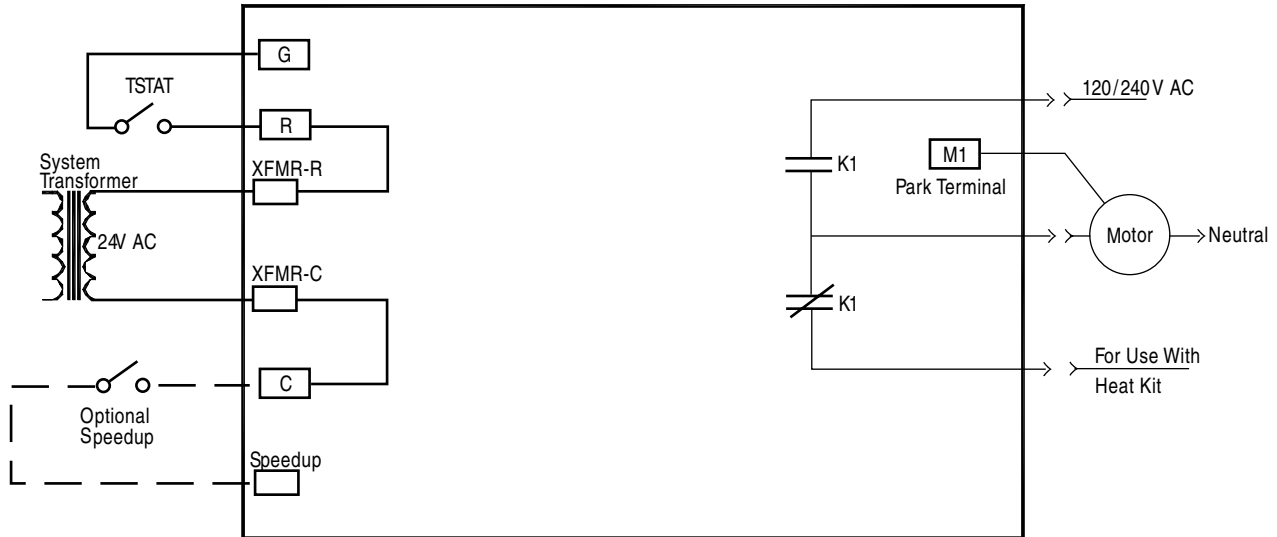 G
TSTAT
R
System
Transformer
XFMR-R
24V AC
XFMR-C
C
Optional
Speedup
Speedup
120/240V AC
K1
M1
Park Terminal
Motor
Neutral
K1
For Use With
Heat Kit